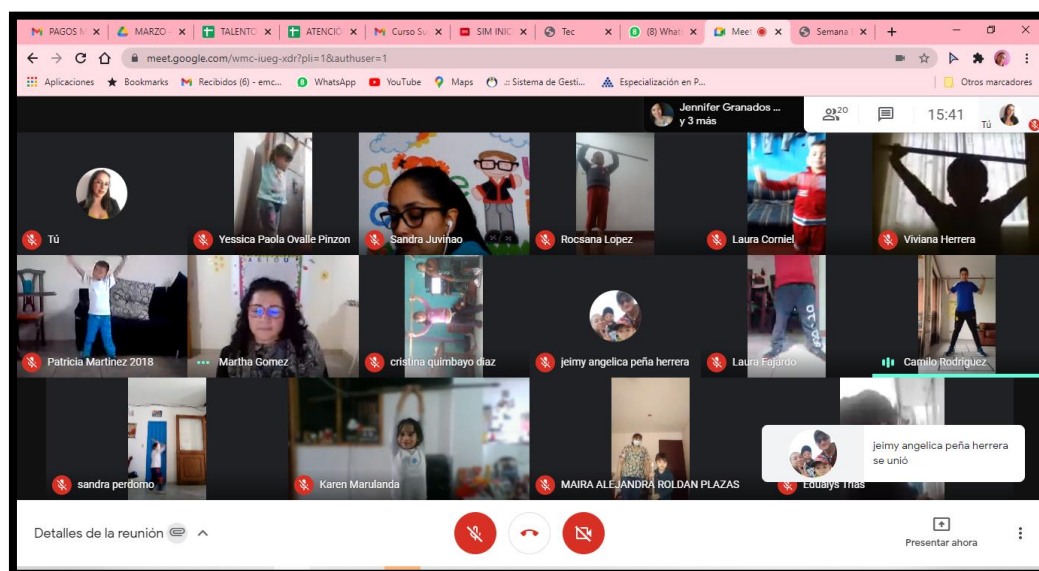 PAGOS M
MARZO -
TALENTO
ATENCIÓ
Curso Su
SIM INIC
Tec
(8) What
Meet
Semana
meet.google.com/wmc-iueg-xdr?pli=1&authuser=1
Aplicaciones
Bookmarks
Recibidos (6) - emc...
WhatsApp
YouTube
Maps
.:: Sistema de Gesti...
Especialización en P...
Otros marcadores
Jennifer Granados ...
y 3 más
20
15:41
Tú
Tú
Yessica Paola Ovalle Pinzon
Sandra Juvinao
Rocsana Lopez
Laura Corniel
Viviana Herrera
Patricia Martinez 2018
Martha Gomez
cristina quimbayo diaz
jeimy angelica peña herrera
Laura Fajardo
Camilo Rodriguez
jeimy angelica peña herrera
se unió
sandra perdomo
Karen Marulanda
MAIRA ALEJANDRA ROLDAN PLAZAS
Edualys Trias
Detalles de la reunión
Presentar ahora